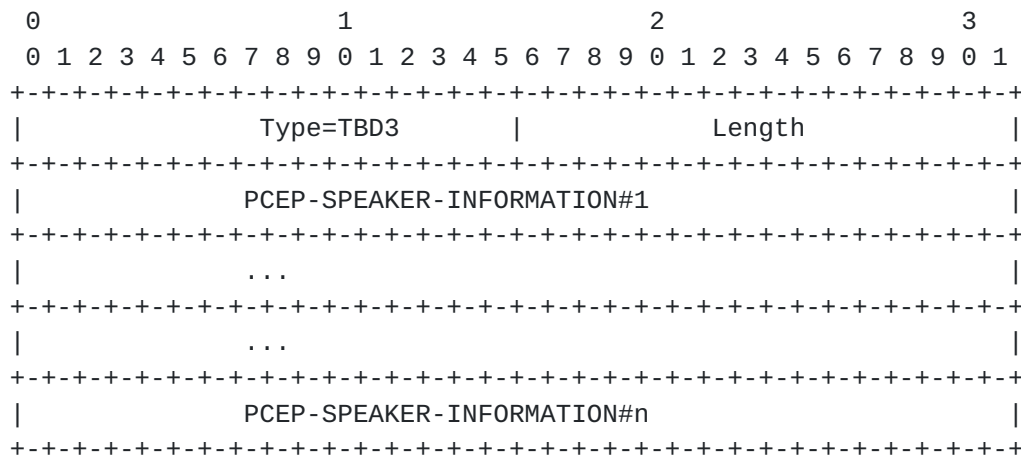 0                   1                   2                   3
 0 1 2 3 4 5 6 7 8 9 0 1 2 3 4 5 6 7 8 9 0 1 2 3 4 5 6 7 8 9 0 1
+-+-+-+-+-+-+-+-+-+-+-+-+-+-+-+-+-+-+-+-+-+-+-+-+-+-+-+-+-+-+-+-+
|               Type=TBD3       |            Length             |
+-+-+-+-+-+-+-+-+-+-+-+-+-+-+-+-+-+-+-+-+-+-+-+-+-+-+-+-+-+-+-+-+
|              PCEP-SPEAKER-INFORMATION#1                       |
+-+-+-+-+-+-+-+-+-+-+-+-+-+-+-+-+-+-+-+-+-+-+-+-+-+-+-+-+-+-+-+-+
|              ...                                              |
+-+-+-+-+-+-+-+-+-+-+-+-+-+-+-+-+-+-+-+-+-+-+-+-+-+-+-+-+-+-+-+-+
|              ...                                              |
+-+-+-+-+-+-+-+-+-+-+-+-+-+-+-+-+-+-+-+-+-+-+-+-+-+-+-+-+-+-+-+-+
|              PCEP-SPEAKER-INFORMATION#n                       |
+-+-+-+-+-+-+-+-+-+-+-+-+-+-+-+-+-+-+-+-+-+-+-+-+-+-+-+-+-+-+-+-+